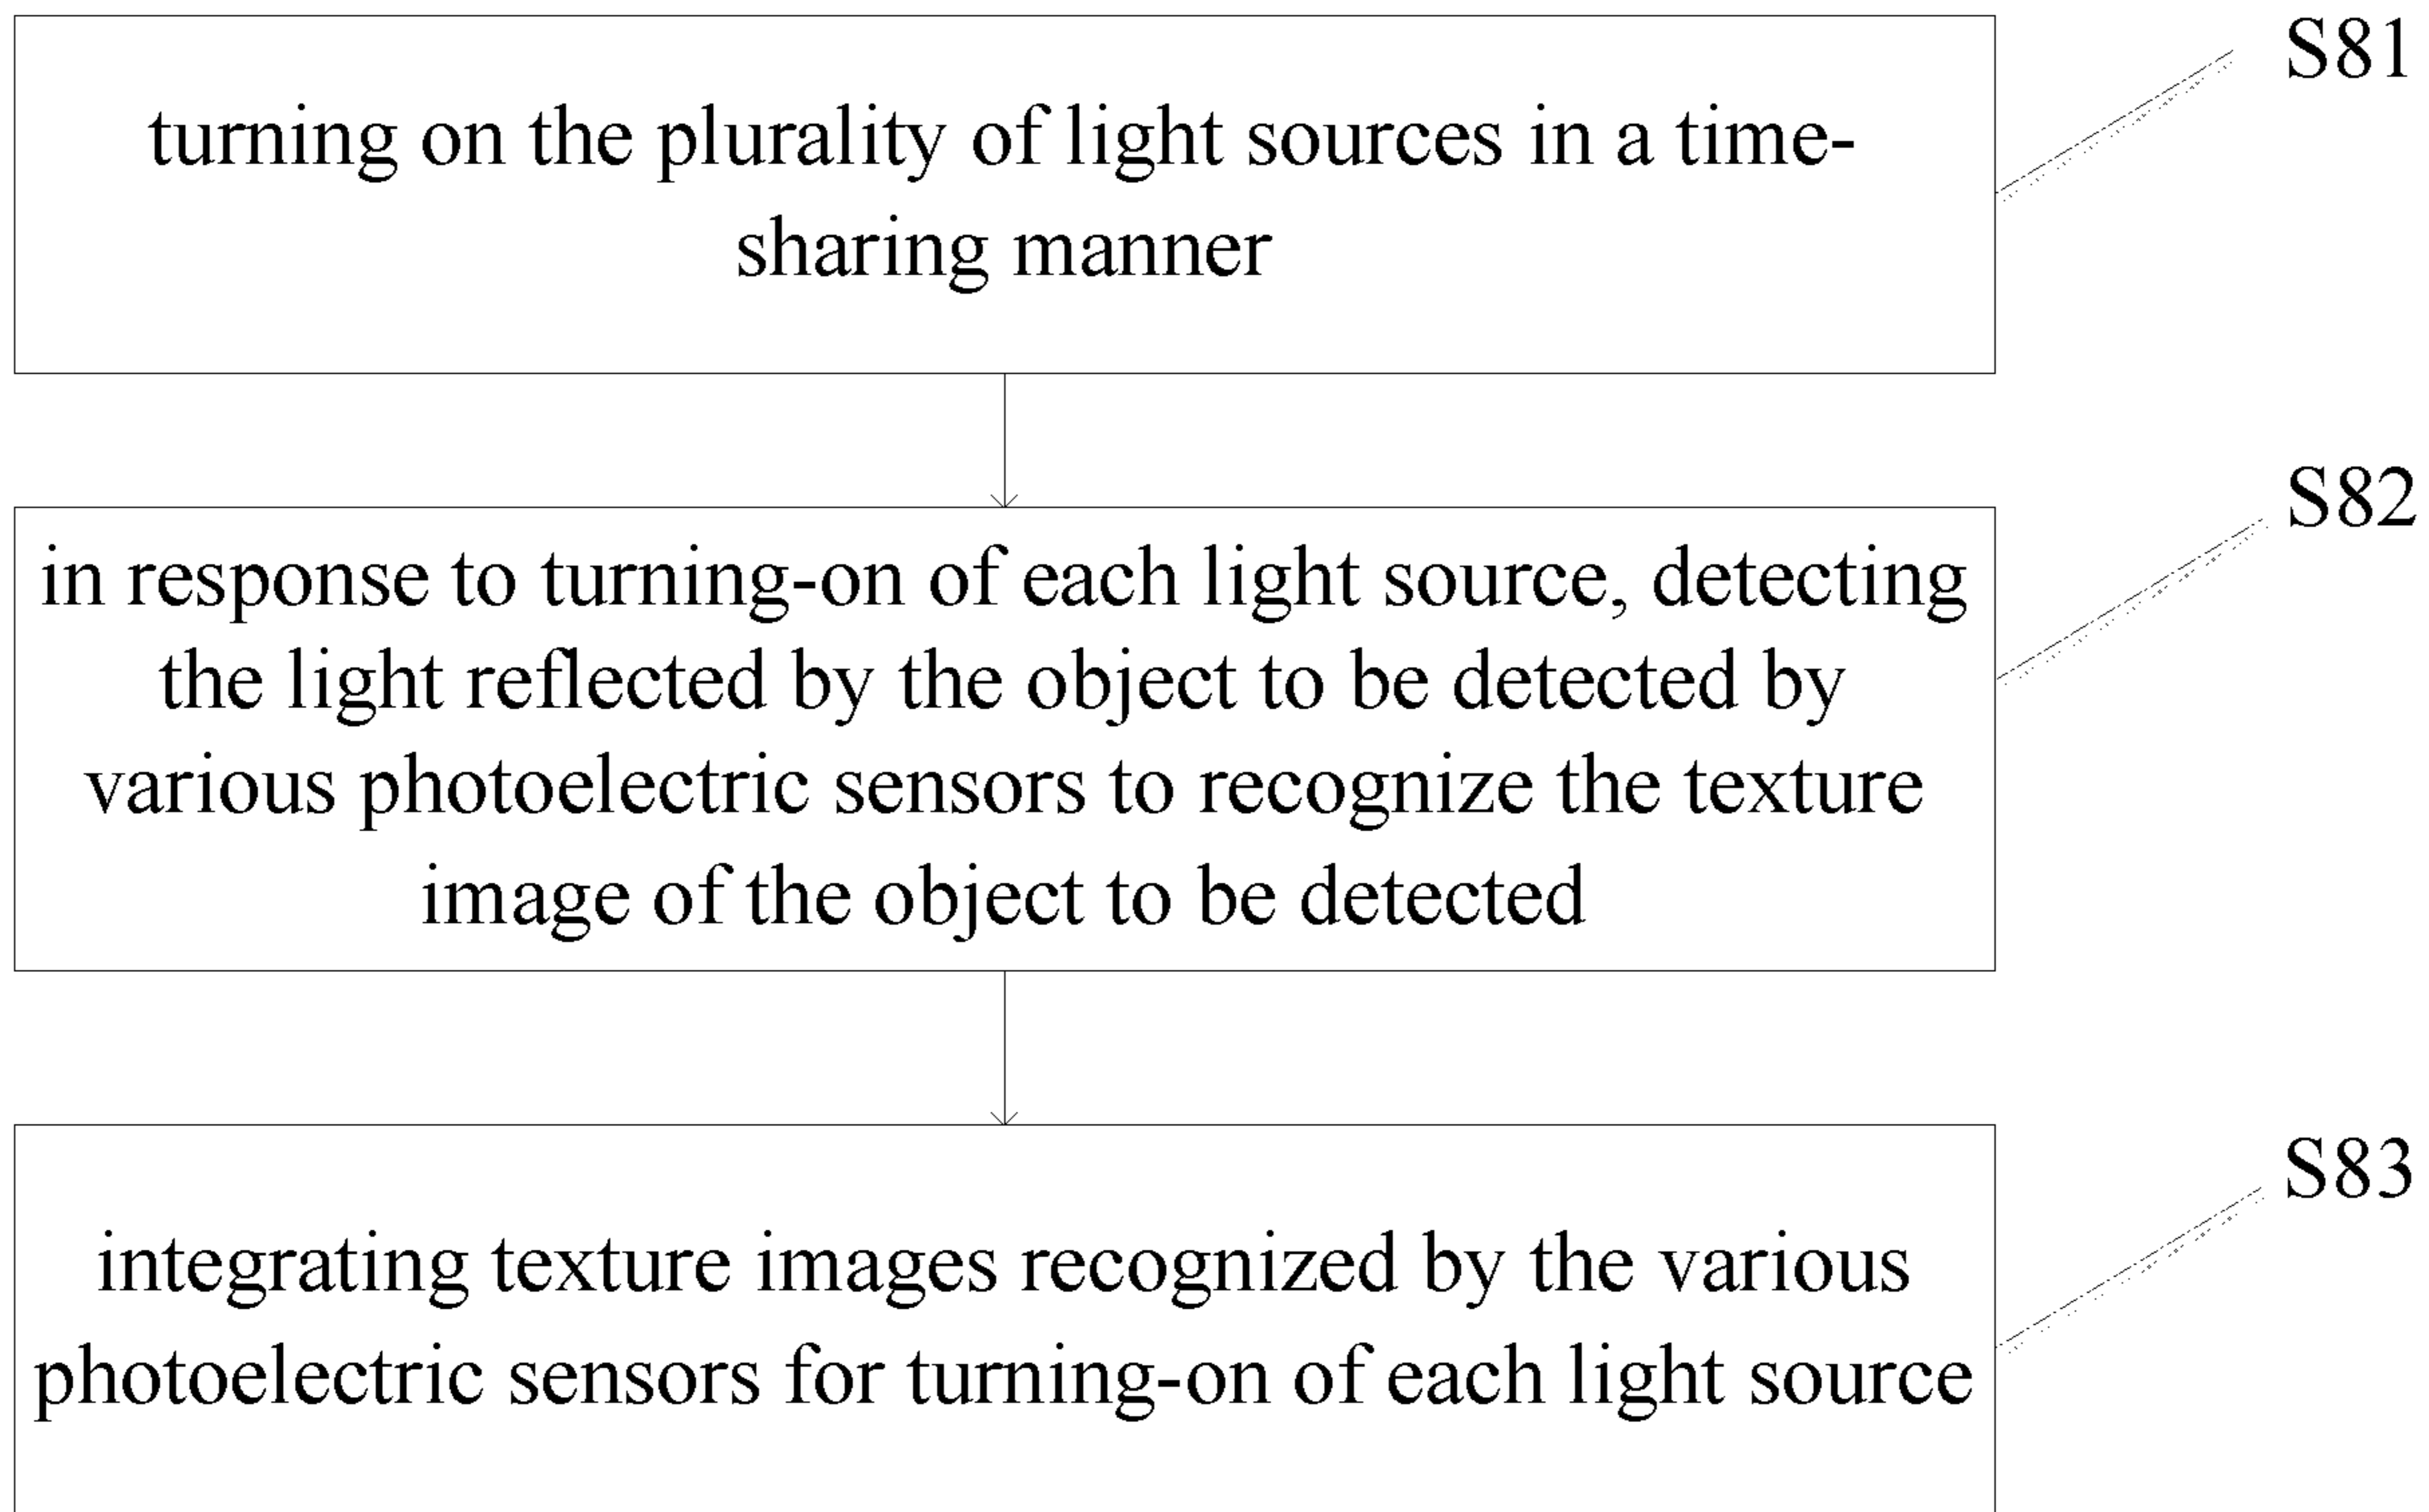 S81
turning on the plurality of light sources in a time-
sharing manner
S82
in response to turning-on of each light source, detecting
the light reflected by the object to be detected by
various photoelectric sensors to recognize the texture
image of the object to be detected
S83
integrating texture images recognized by the various
photoelectric sensors for turning-on of each light source